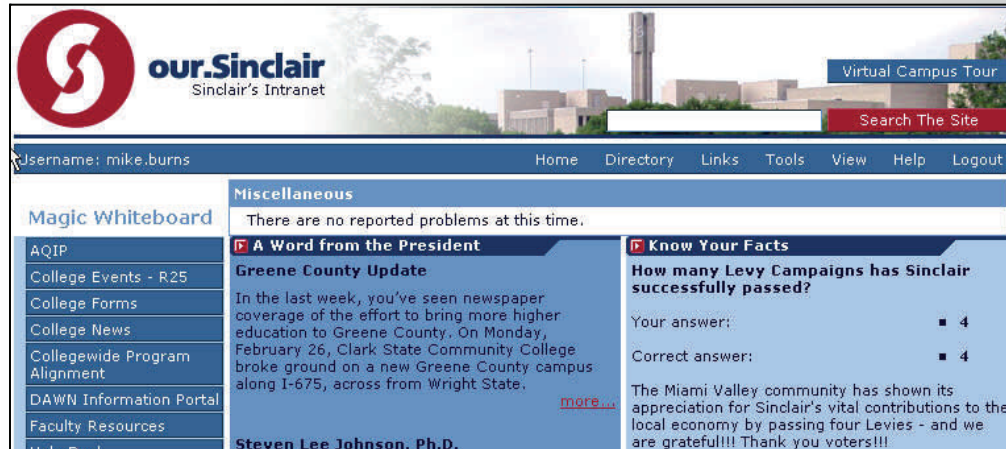 our.Sinclair
Sinclair's Intranet
Virtual Campus Tour
Search The Site
Username: mike.burns
Home Directory Links Tools View Help Logout
Magic Whiteboard
AQIP
College Events - R25
College Forms
College News
Collegewide Program
Alignment
DAWN Information Portal
Faculty Resources
Miscellaneous
There are no reported problems at this time.
A Word from the President
Greene County Update
In the last week, you've seen newspaper
coverage of the effort to bring more higher
education to Greene County. On Monday,
February 26, Clark State Community College
broke ground on a new Greene County campus
along I-675, across from Wright State.
more...
Steven Lee Johnson, Ph.D.
Know Your Facts
How many Levy Campaigns has Sinclair
successfully passed?
Your answer: 4
Correct answer: 4
The Miami Valley community has shown its
appreciation for Sinclair's vital contributions to the
local economy by passing four Levies - and we
are grateful!!! Thank you voters!!!